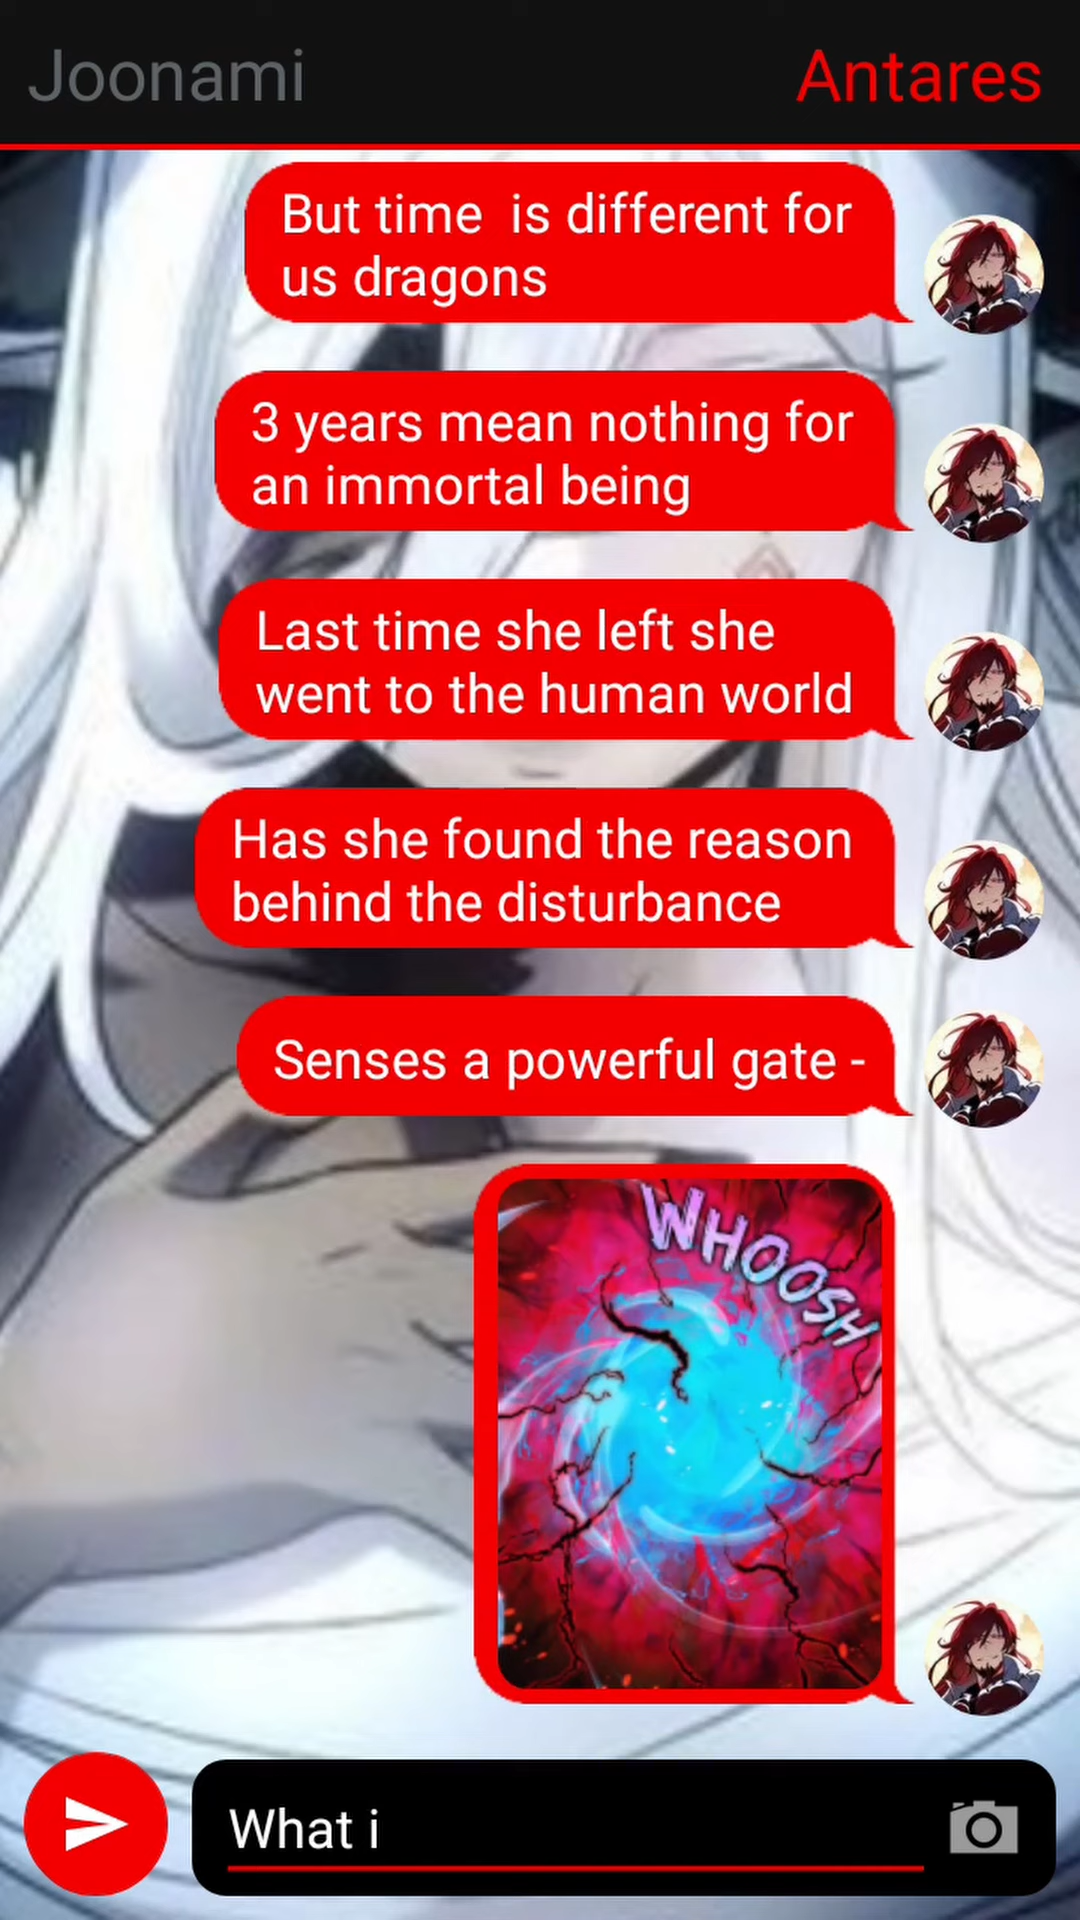 Joonami
Antares
But time  is different for
us dragons
3 years mean nothing for
an immortal being
Last time she left she
went to the human world
Has she found the reason
behind the disturbance
Senses a powerful gate -
WHOOSH
What i